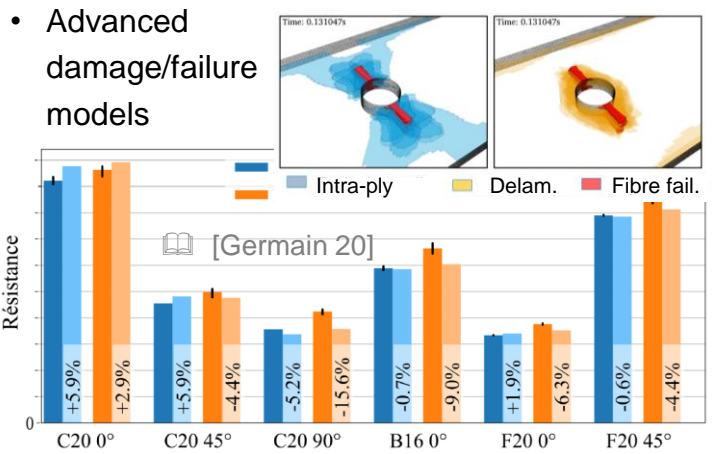 • Advanced
damage/failure
models
Time: 0.131047s
Time: 0.131047s
Intra-ply
Delam.
Fibre fail.
[Germain 20]
Résistance
0
+5.9%
+2.9%
+5.9%
-4.4%
-5.2%
-15.6%
-0.7%
-9.0%
+1.9%
-6.3%
-0.6%
-4.4%
C20 0°
C20 45°
C20 90°
B16 0°
F20 0°
F20 45°